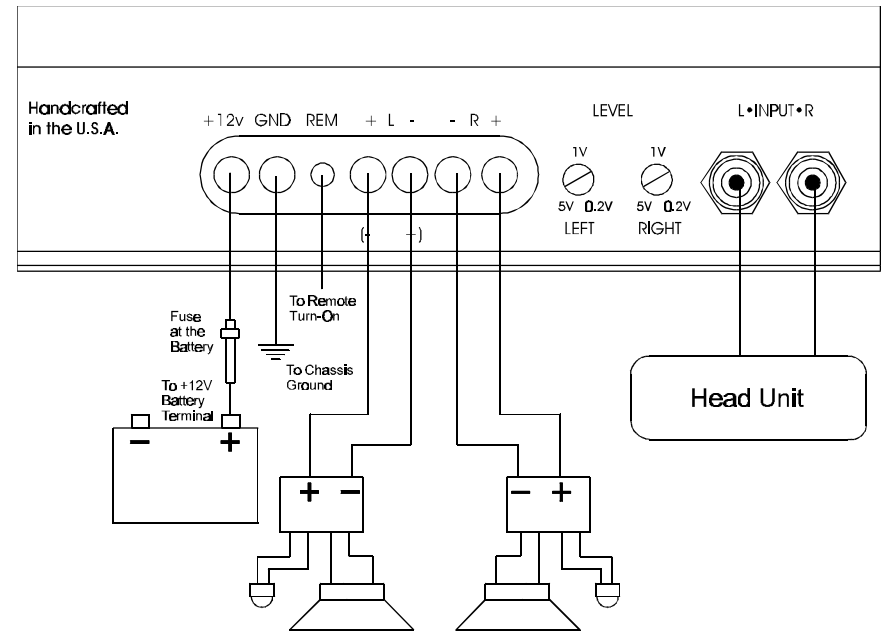 Handcrafted
in the U.S.A.
+12v GND REM + L - - R +
(- +)
LEVEL
1V 1V
5V 0.2V 5V 0.2V
LEFT RIGHT
L•INPUT•R
To Remote
Turn-On
Fuse
at the
Battery
To Chassis
Ground
To +12V
Battery
Terminal
- +
Head Unit
+ -
- +